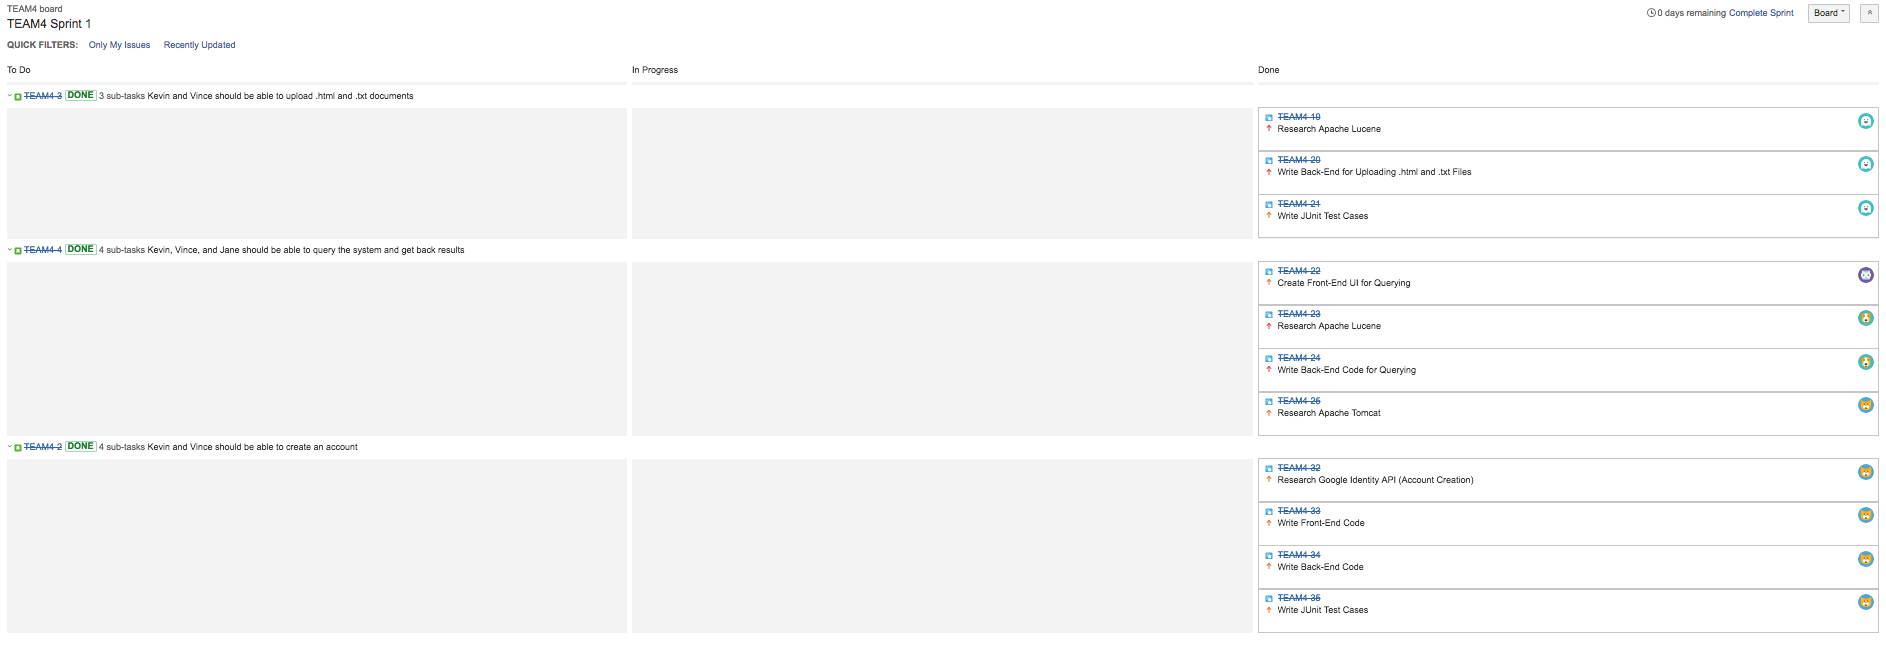 TEAM4 board
TEAM4 Sprint 1
0 days remaining Complete Sprint Board
QUICK FILTERS: Only My Issues Recently Updated
To Do In Progress Done
TEAM4-3 DONE 3 sub-tasks Kevin and Vince should be able to upload .html and .txt documents
TEAM4-19
Research Apache Lucene
TEAM4-20
Write Back-End for Uploading .html and .txt Files
TEAM4-21
Write JUnit Test Cases
TEAM4-4 DONE 4 sub-tasks Kevin, Vince, and Jane should be able to query the system and get back results
TEAM4-22
Create Front-End UI for Querying
TEAM4-23
Research Apache Lucene
TEAM4-24
Write Back-End Code for Querying
TEAM4-25
Research Apache Tomcat
TEAM4-2 DONE 4 sub-tasks Kevin and Vince should be able to create an account
TEAM4-32
Research Google Identity API (Account Creation)
TEAM4-33
Write Front-End Code
TEAM4-34
Write Back-End Code
TEAM4-35
Write JUnit Test Cases